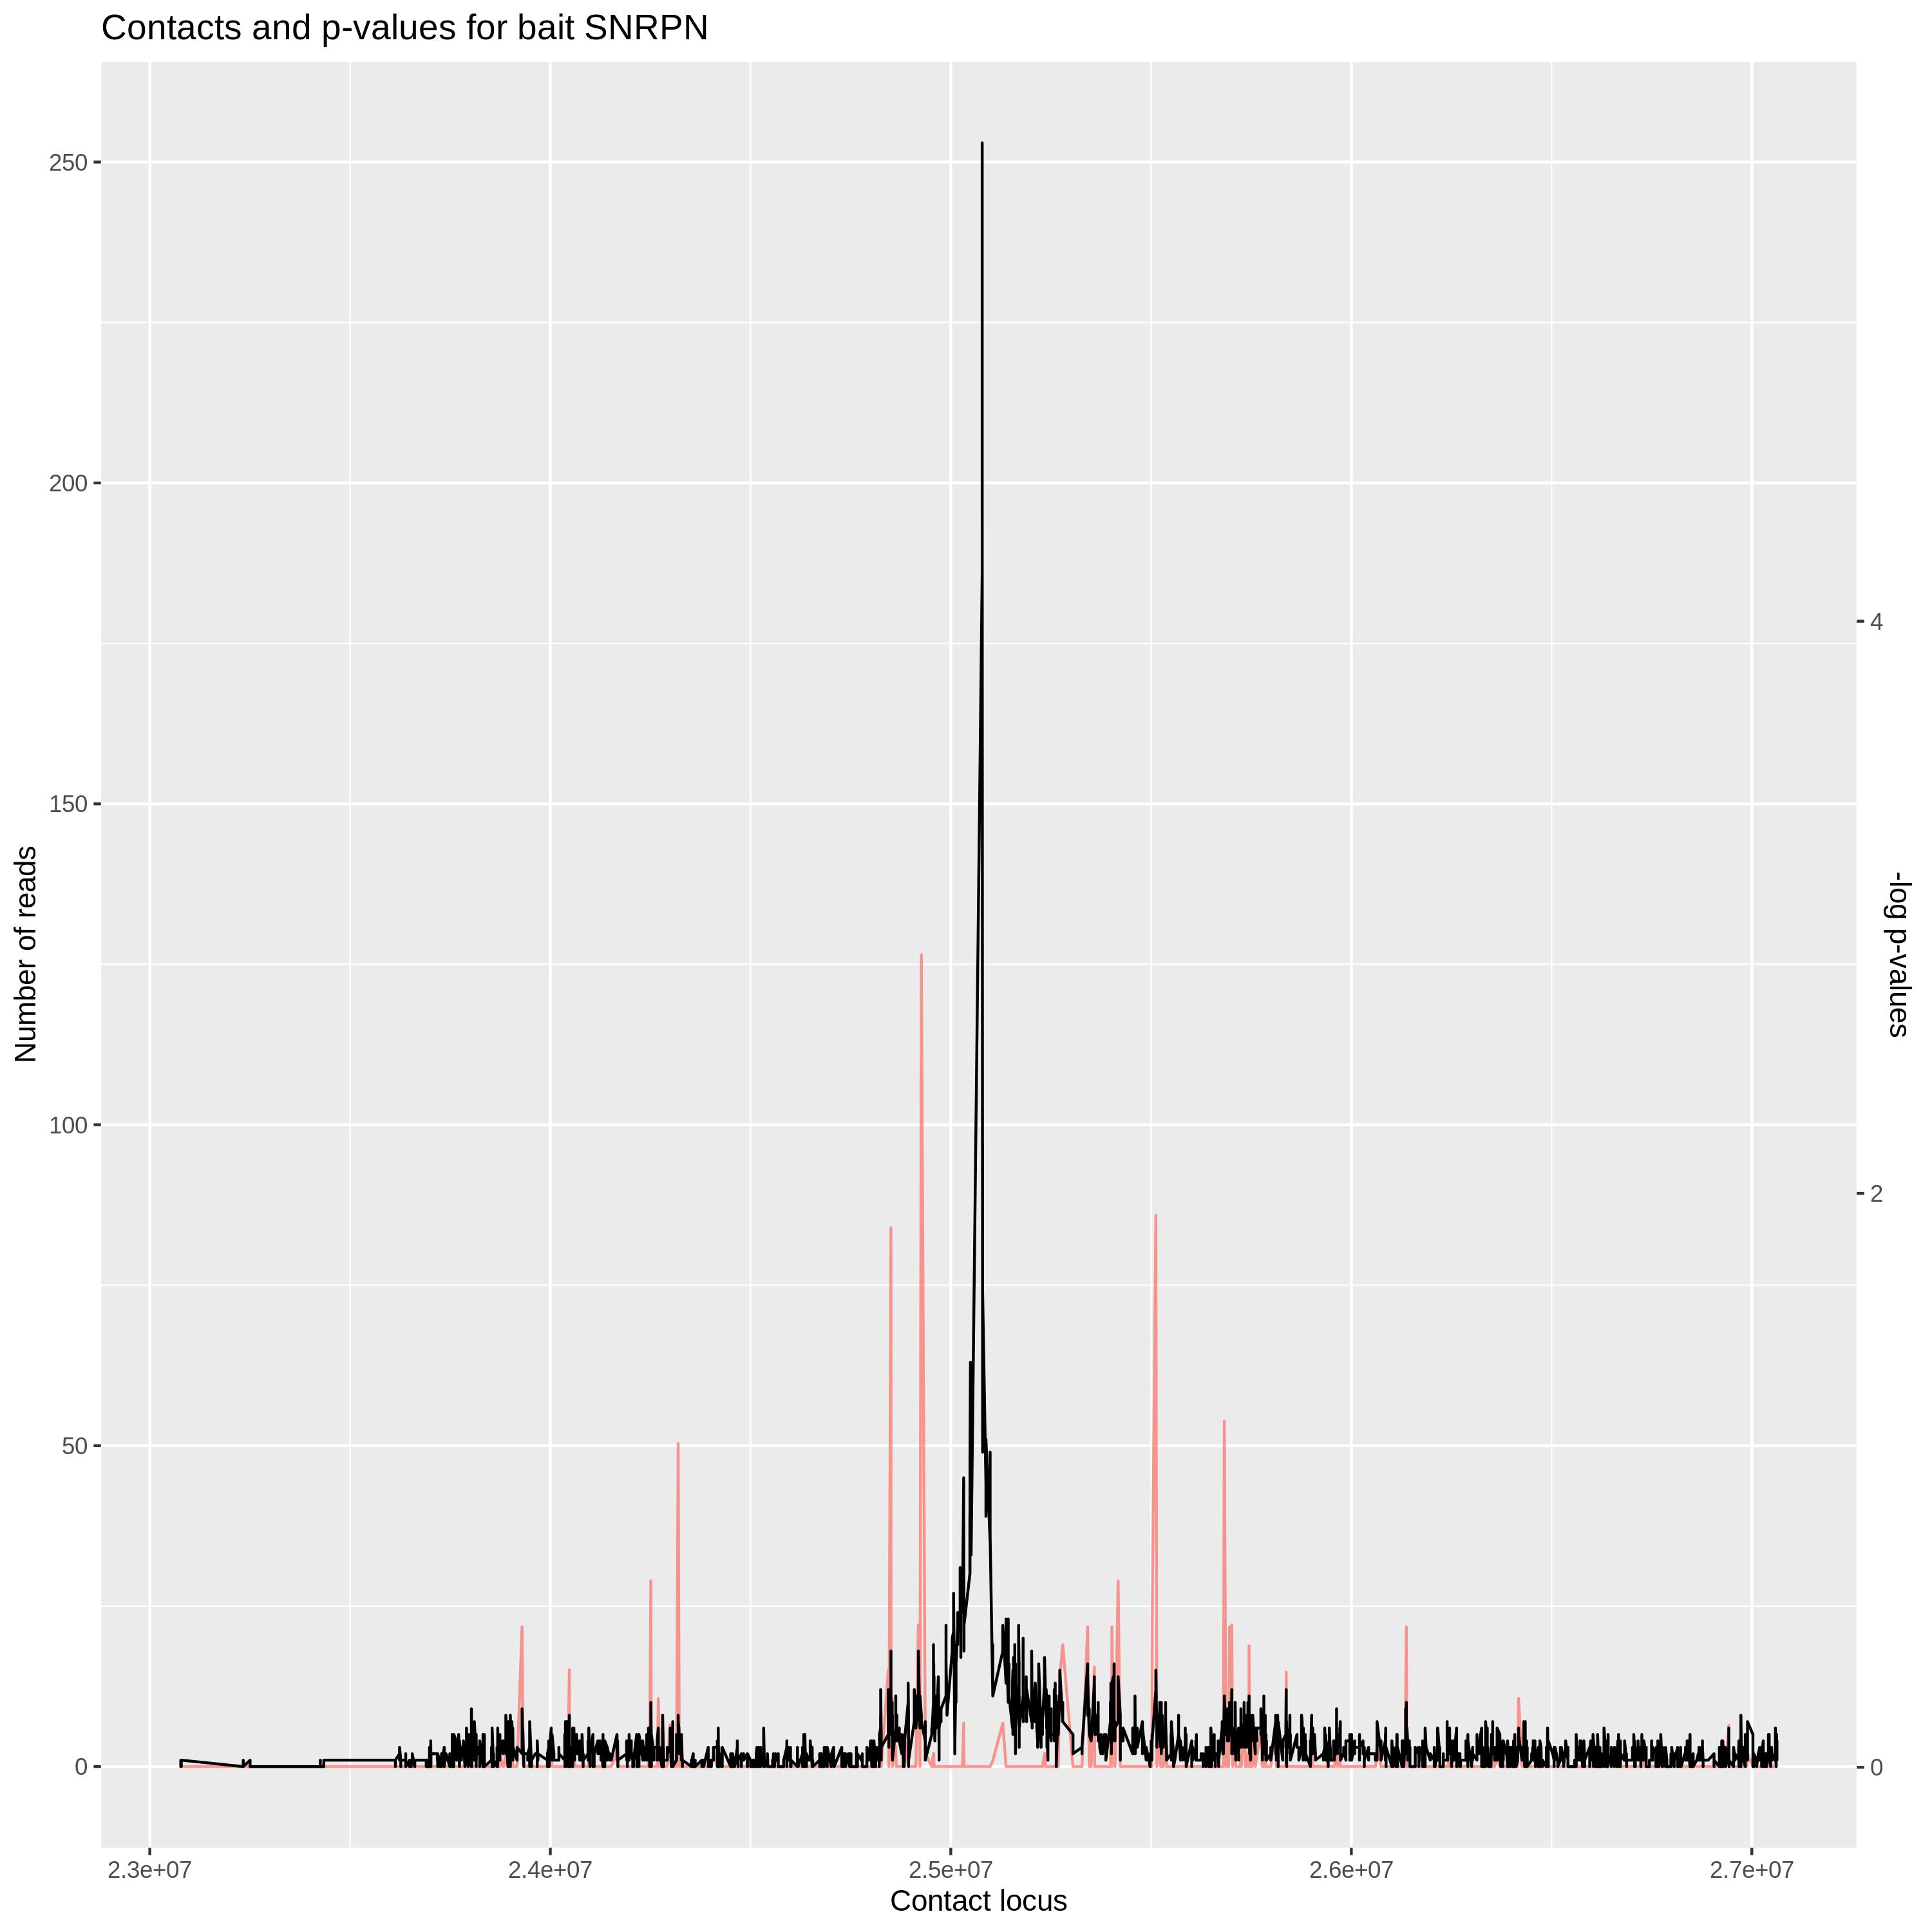 Contacts and p-values for bait SNRPN
250
200
150
100
50
0
Number of reads
4
2
0
-log p-values
2.3e+07
2.4e+07
2.5e+07
2.6e+07
2.7e+07
Contact locus